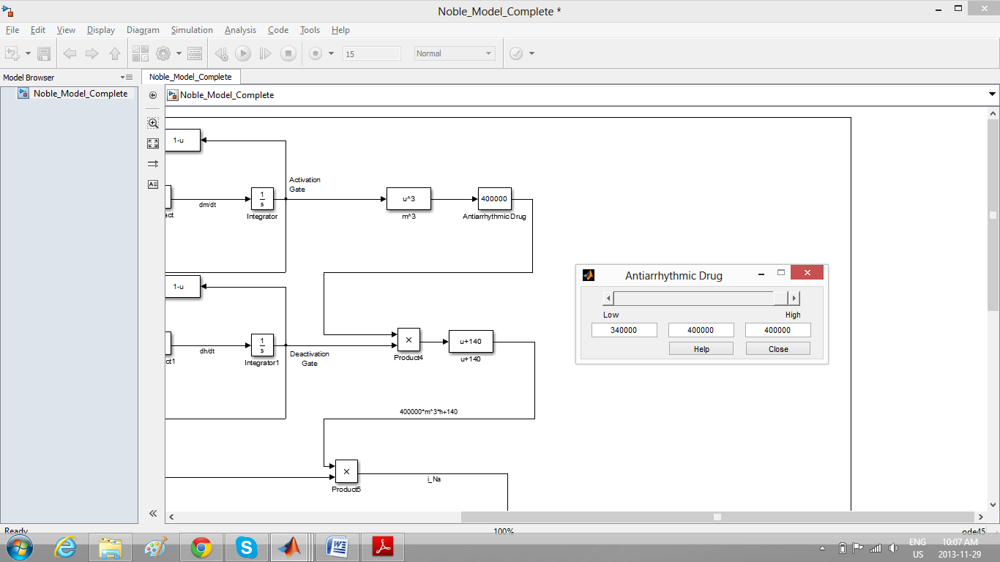 Noble_Model_Complete *
File Edit View Display Diagram Simulation Analysis Code Tools Help
15 Normal
Model Browser
Noble_Model_Complete
Noble_Model_Complete
Noble_Model_Complete
1-u
Activation
Gate
dm/dt
1
s
Integrator
u^3
m^3
400000
Antiarrhythmic Drug
act
1-u
Antiarrhythmic Drug
Low High
340000 400000 400000
Help Close
dh/dt
1
s
Integrator1
ct1
Deactivation
Gate
×
Product4
u+140
u+140
400000*m^3*h+140
×
Product5
i_Na
Ready 100% ode45
ENG
US
10:07 AM
2013-11-29